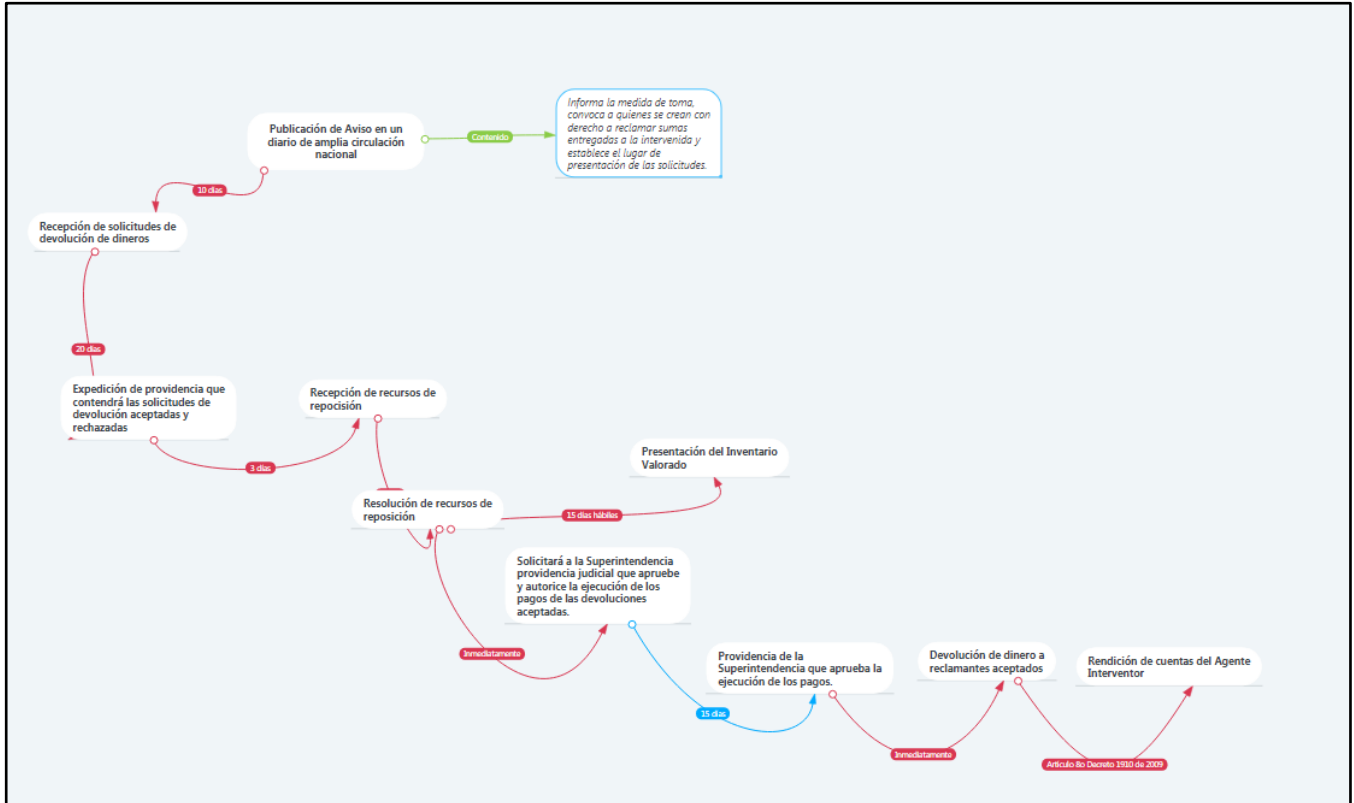 Publicación de Aviso en un
diario de amplia circulación
nacional
Contenido
Informa la medida de toma,
convoca a quienes se crean con
derecho a reclamar sumas
entregadas a la intervenida y
establece el lugar de
presentación de las solicitudes.
10 días
Recepción de solicitudes de
devolución de dineros
20 días
Expedición de providencia que
contendrá las solicitudes de
devolución aceptadas y
rechazadas
3 días
Recepción de recursos de
repocisión
Resolución de recursos de
reposición
15 días hábiles
Presentación del Inventario
Valorado
Inmediatamente
Solicitará a la Superintendencia
providencia judicial que apruebe
y autorice la ejecución de los
pagos de las devoluciones
aceptadas.
15 días
Providencia de la
Superintendencia que aprueba la
ejecución de los pagos.
Inmediatamente
Devolución de dinero a
reclamantes aceptados
Artículo 8o Decreto 1910 de 2009
Rendición de cuentas del Agente
Interventor